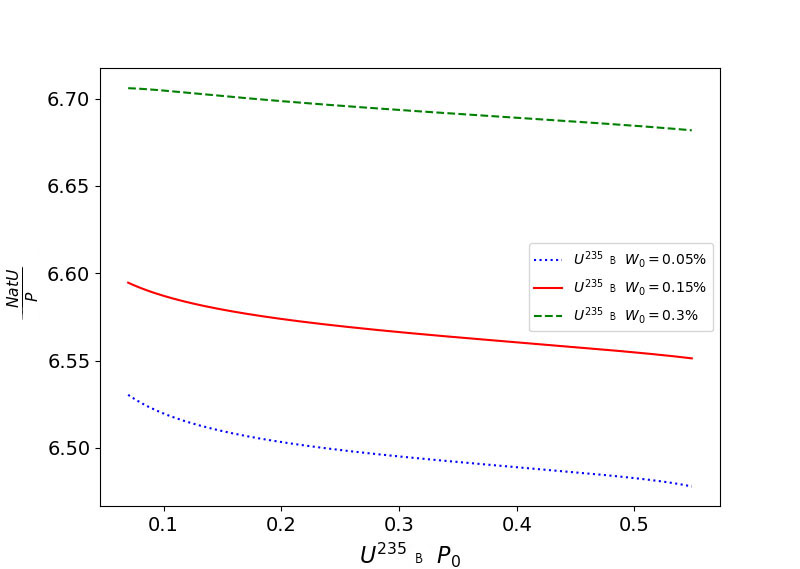 6.70
6.65
6.60
6.55
6.50
NatU
P
U²³⁵ в W₀ = 0.05%
U²³⁵ в W₀ = 0.15%
U²³⁵ в W₀ = 0.3%
0.1 0.2 0.3 0.4 0.5
U²³⁵ в P₀